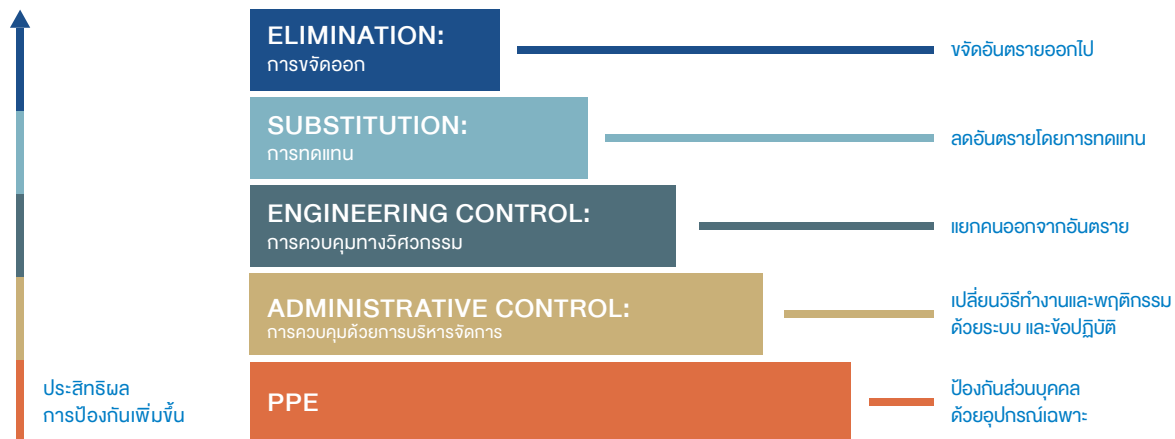 ELIMINATION:
การขจัดออก
ขจัดอันตรายออกไป
SUBSTITUTION:
การทดแทน
ลดอันตรายโดยการทดแทน
ENGINEERING CONTROL:
การควบคุมทางวิศวกรรม
แยกคนออกจากอันตราย
ADMINISTRATIVE CONTROL:
การควบคุมด้วยการบริหารจัดการ
เปลี่ยนวิธีทำงานและพฤติกรรม
ด้วยระบบ และข้อปฏิบัติ
ประสิทธิผล
การป้องกันเพิ่มขึ้น
PPE
ป้องกันส่วนบุคคล
ด้วยอุปกรณ์เฉพาะ